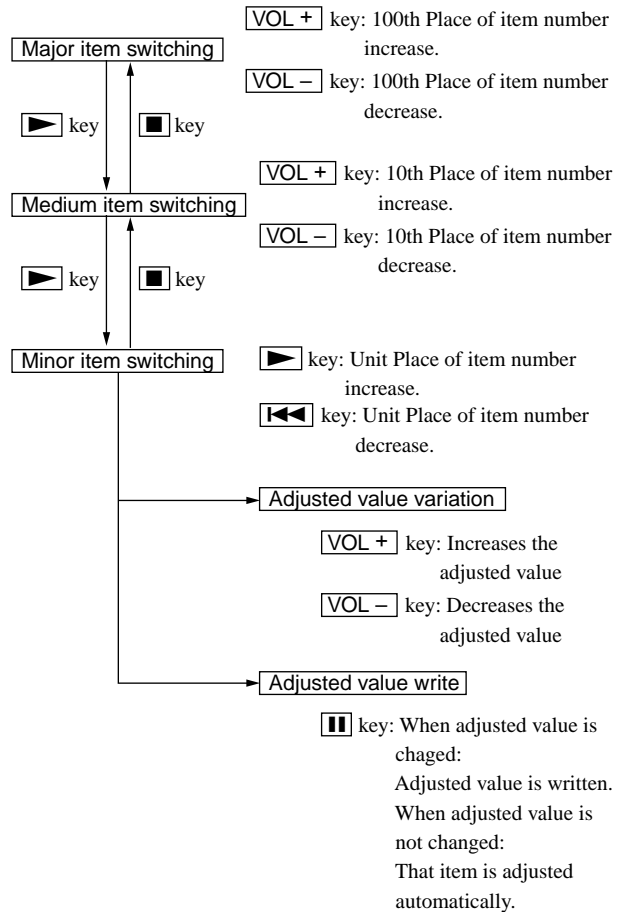 VOL + key: 100th Place of item number
increase.
Major item switching
VOL – key: 100th Place of item number
decrease.
▶ key ■ key
VOL + key: 10th Place of item number
increase.
Medium item switching
VOL – key: 10th Place of item number
decrease.
▶ key ■ key
Minor item switching
▶ key: Unit Place of item number
increase.
⏮ key: Unit Place of item number
decrease.
Adjusted value variation
VOL + key: Increases the
adjusted value
VOL – key: Decreases the
adjusted value
Adjusted value write
⏸ key: When adjusted value is
chaged:
Adjusted value is written.
When adjusted value is
not changed:
That item is adjusted
automatically.